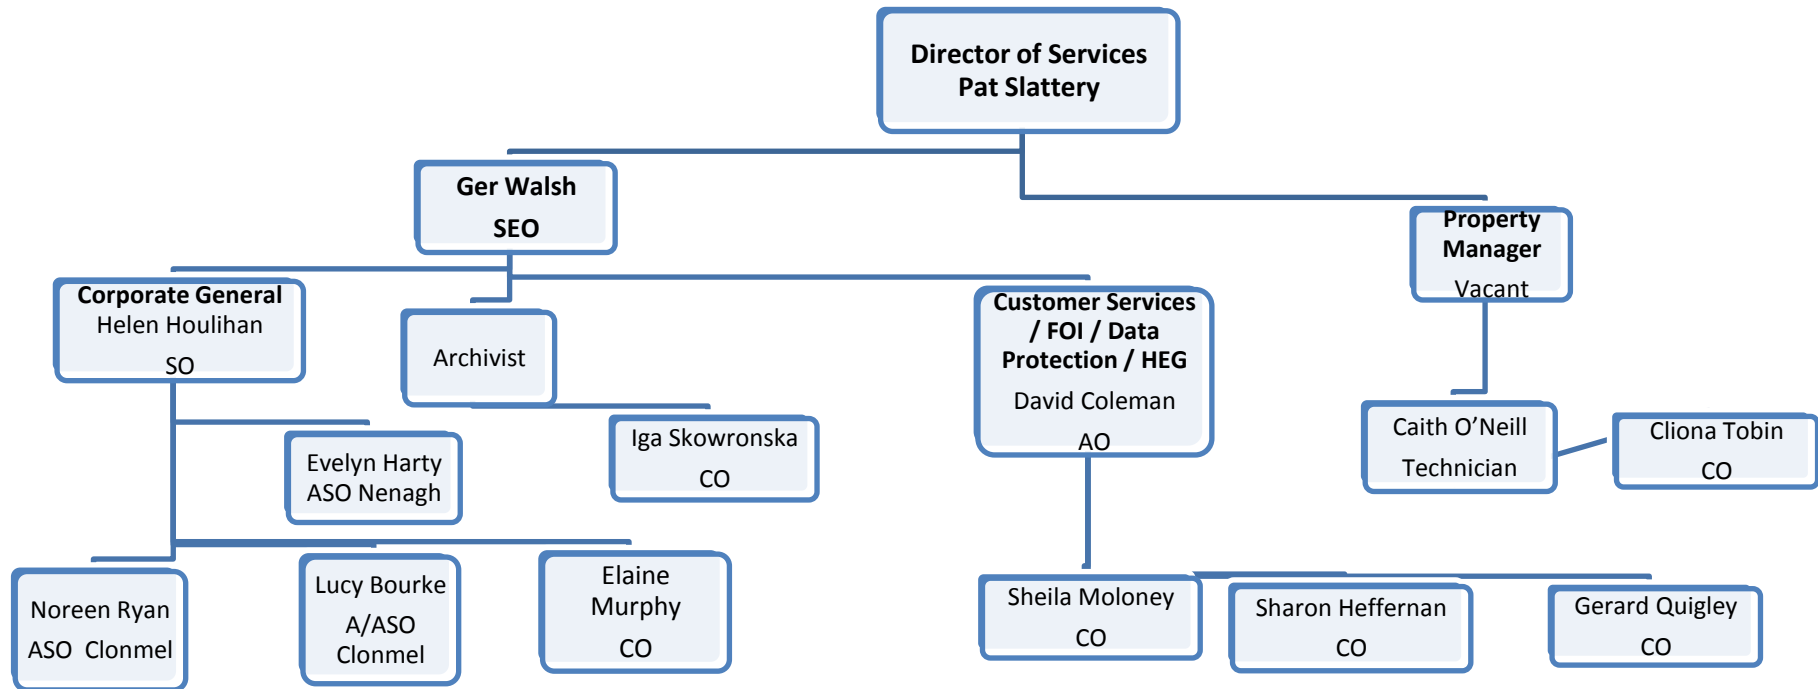 Director of Services
Pat Slattery
Ger Walsh
SEO
Property
Manager
Vacant
Corporate General
Helen Houlihan
SO
Archivist
Customer Services
/ FOI / Data
Protection / HEG
David Coleman
AO
Evelyn Harty
ASO Nenagh
Iga Skowronska
CO
Caith O’Neill
Technician
Cliona Tobin
CO
Noreen Ryan
ASO  Clonmel
Lucy Bourke
A/ASO
Clonmel
Elaine
Murphy
CO
Sheila Moloney
CO
Sharon Heffernan
CO
Gerard Quigley
CO